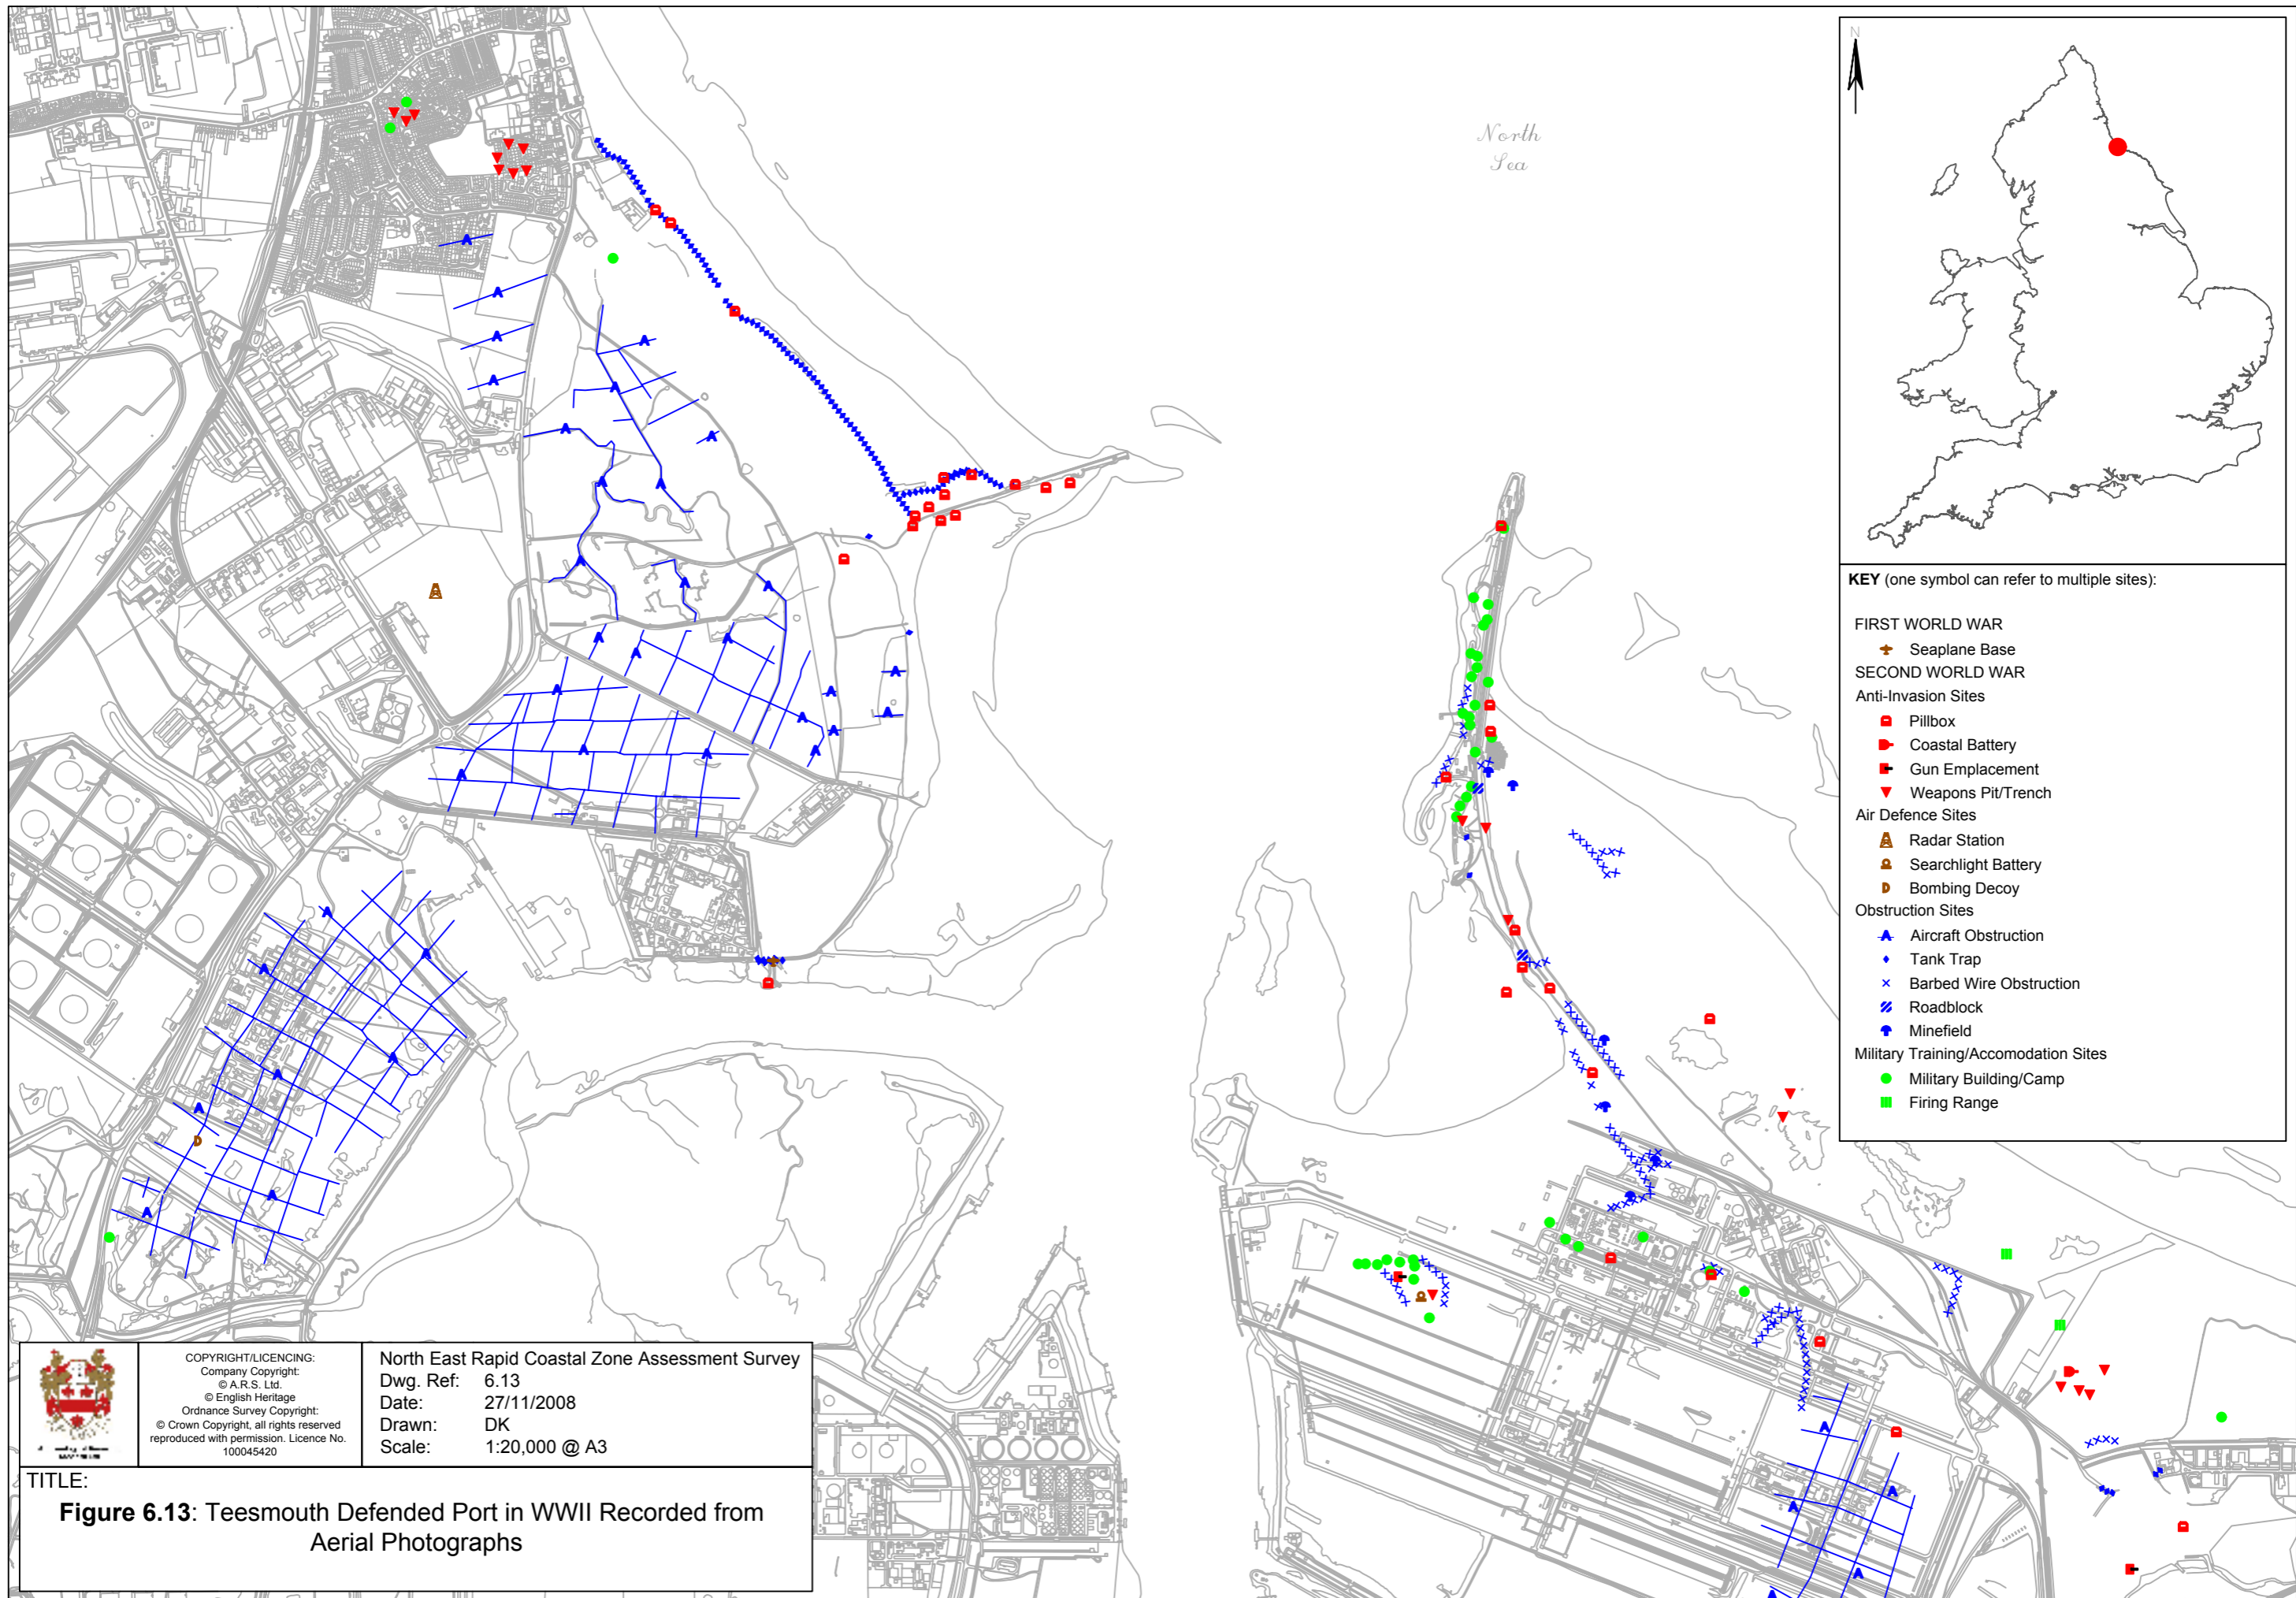 North
Sea
N
KEY (one symbol can refer to multiple sites):
FIRST WORLD WAR
Seaplane Base
SECOND WORLD WAR
Anti-Invasion Sites
Pillbox
Coastal Battery
Gun Emplacement
Weapons Pit/Trench
Air Defence Sites
Radar Station
Searchlight Battery
Bombing Decoy
Obstruction Sites
Aircraft Obstruction
Tank Trap
Barbed Wire Obstruction
Roadblock
Minefield
Military Training/Accomodation Sites
Military Building/Camp
Firing Range
COPYRIGHT/LICENCING:
Company Copyright:
© A.R.S. Ltd.
© English Heritage
Ordnance Survey Copyright:
© Crown Copyright, all rights reserved
reproduced with permission. Licence No.
100045420
North East Rapid Coastal Zone Assessment Survey
Dwg. Ref: 6.13
Date: 27/11/2008
Drawn: DK
Scale: 1:20,000 @ A3
TITLE:
Figure 6.13: Teesmouth Defended Port in WWII Recorded from
Aerial Photographs